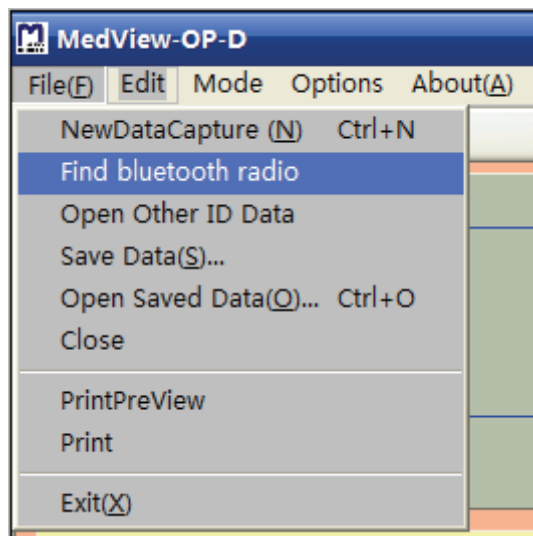 MedView-OP-D
File(F) Edit Mode Options About(A)
NewDataCapture (N) Ctrl+N
Find bluetooth radio
Open Other ID Data
Save Data(S)...
Open Saved Data(O)... Ctrl+O
Close
PrintPreView
Print
Exit(X)